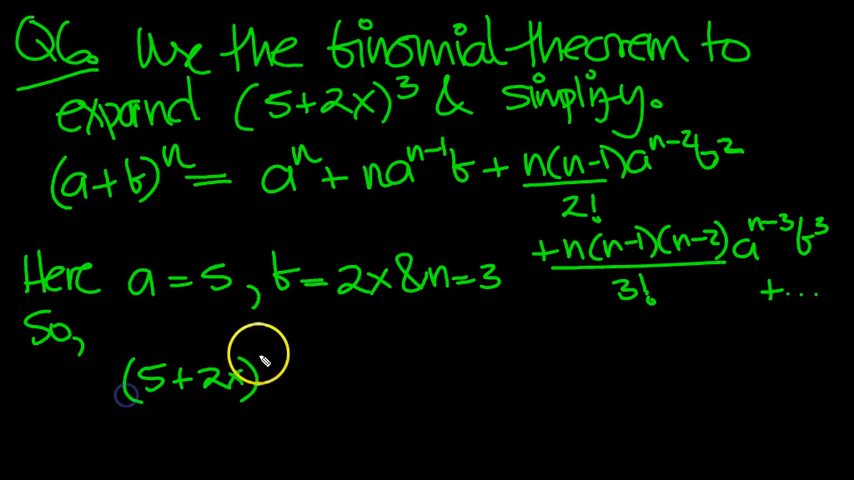 Q6. Use the binomial theorem to
expand (5+2x)³ & simplify.
(a+b)ⁿ = aⁿ + naⁿ⁻¹b + n(n-1)/2! aⁿ⁻²b²
+ n(n-1)(n-2)/3! aⁿ⁻³b³
+...
Here a = 5, b = 2x & n = 3
So,
(5+2x)